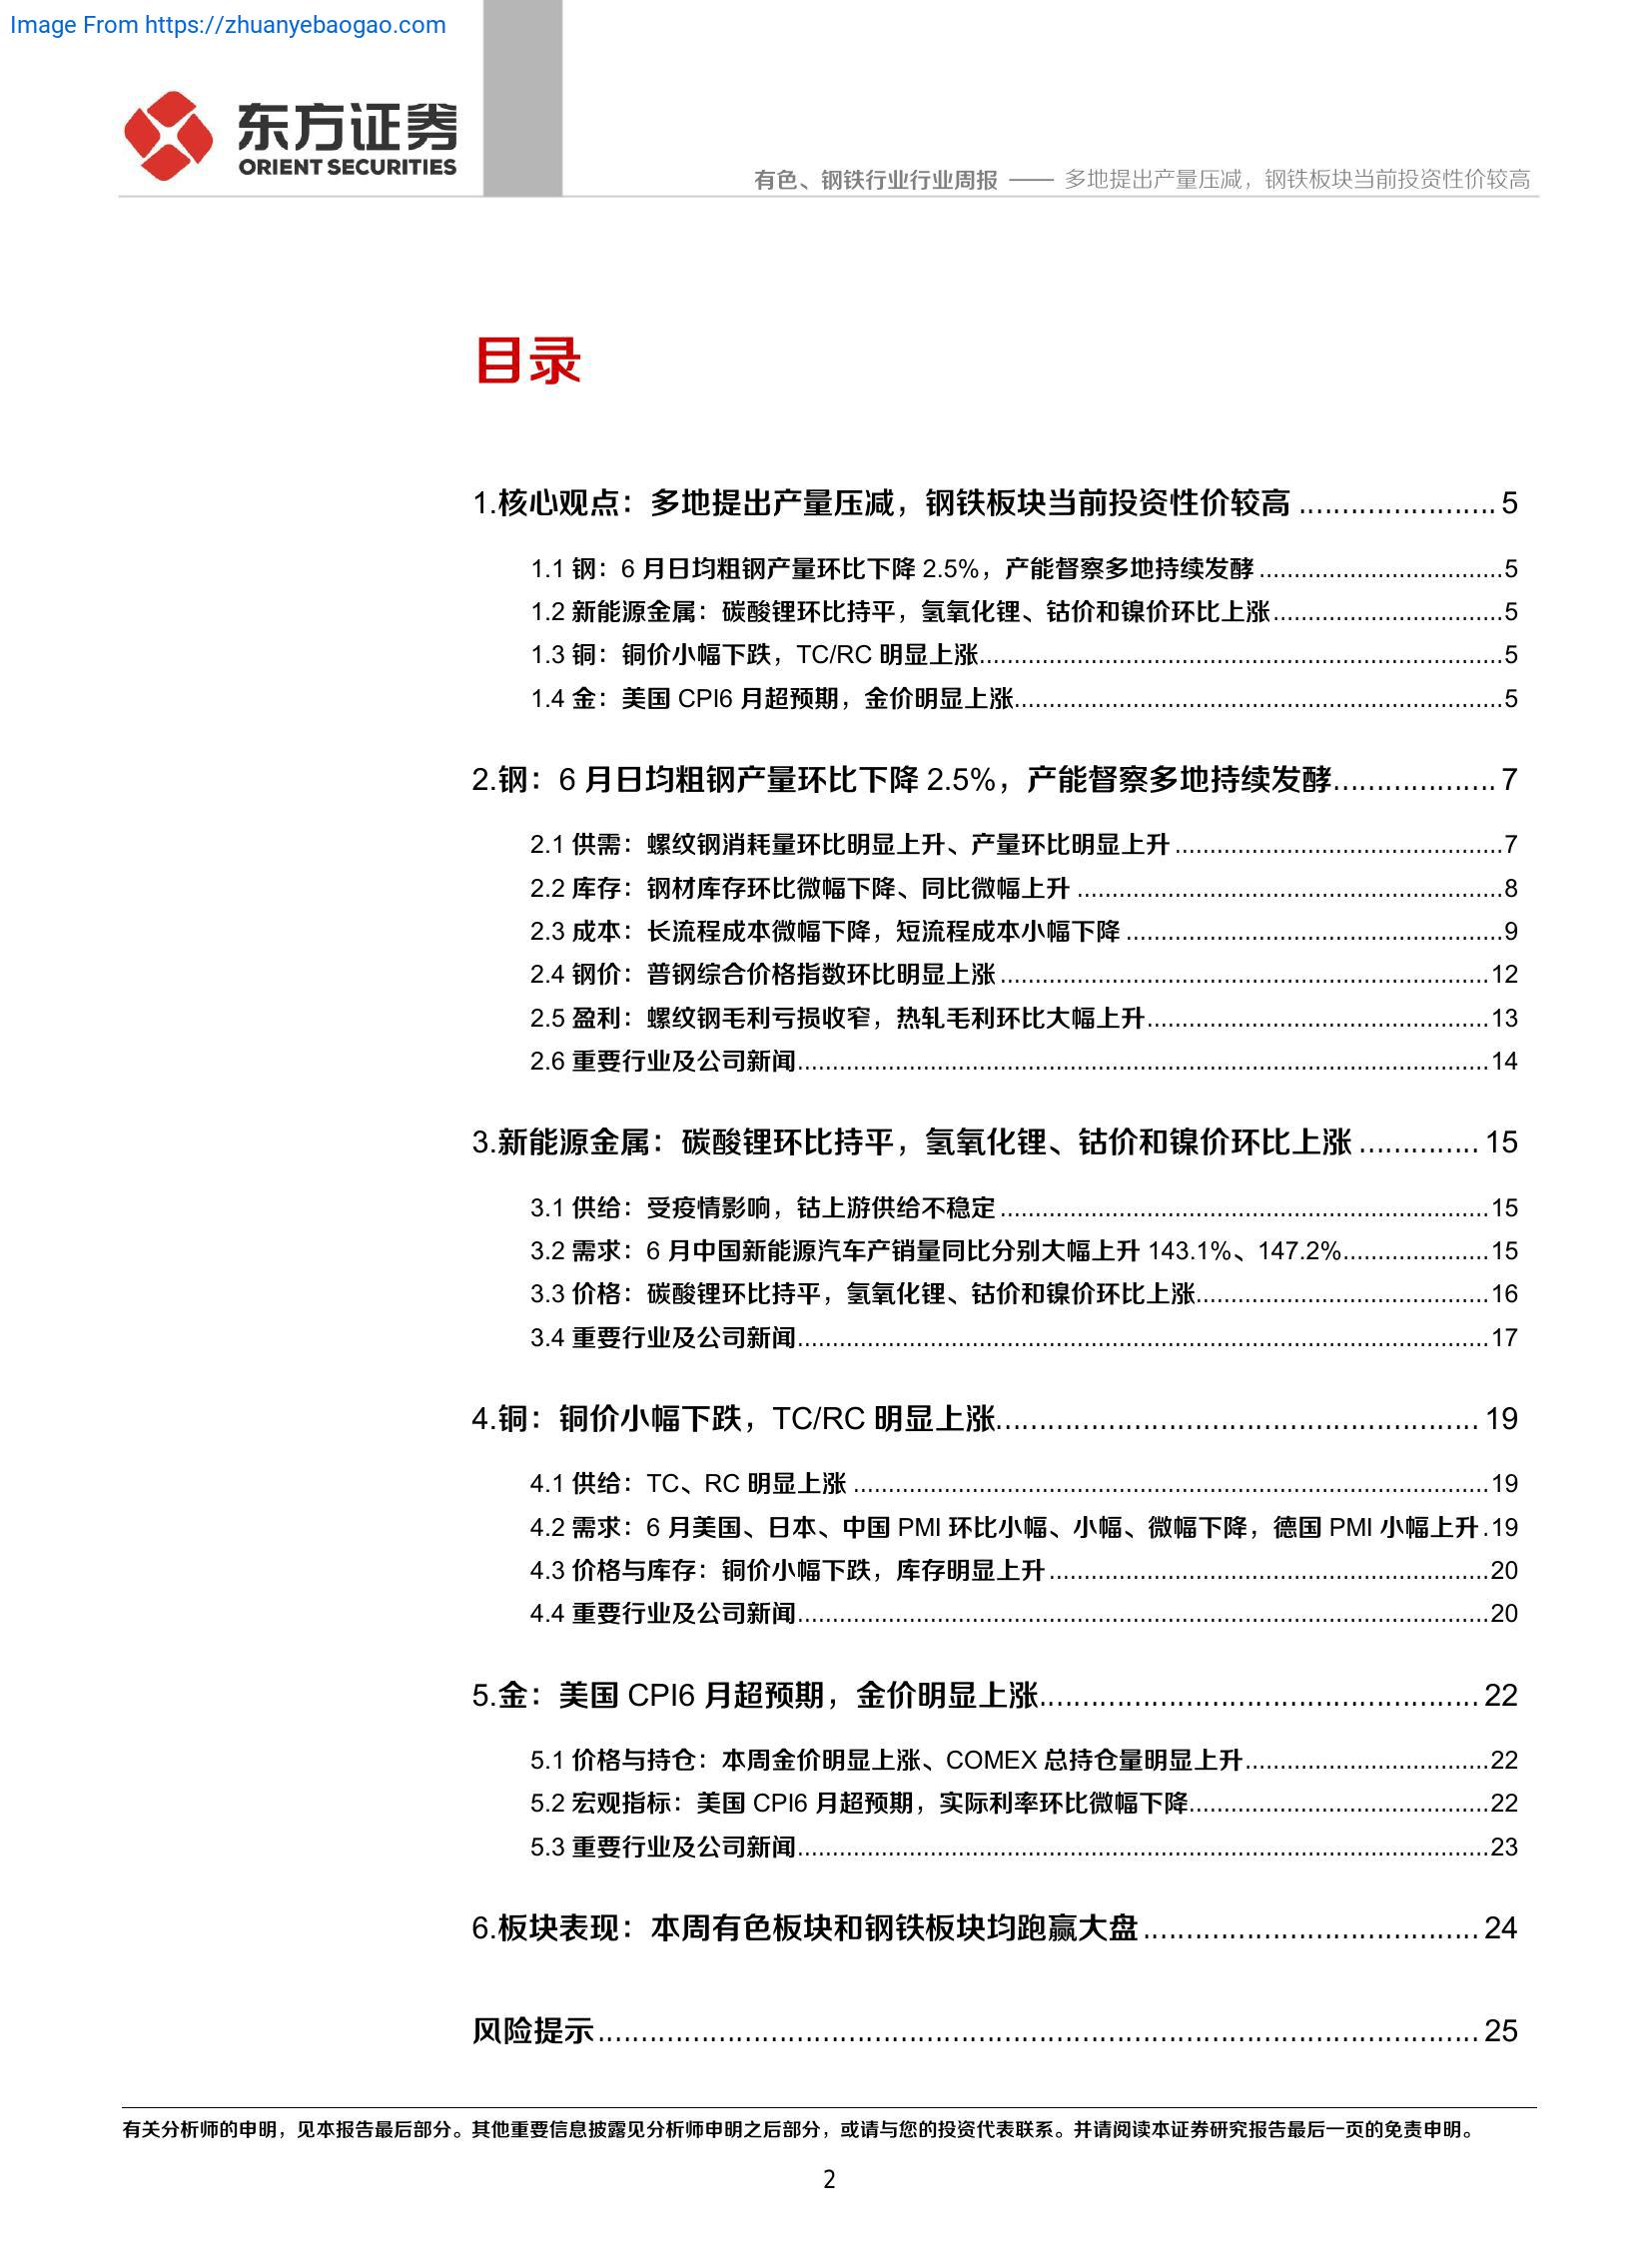 Image From https://zhuanyebaogao.com
东方证券
ORIENT SECURITIES
有色、钢铁行业行业周报 —— 多地提出产量压减，钢铁板块当前投资性价较高
目录
1.核心观点：多地提出产量压减，钢铁板块当前投资性价较高 ....................... 5
1.1 钢：6 月日均粗钢产量环比下降 2.5%，产能督察多地持续发酵 ...................................5
1.2 新能源金属：碳酸锂环比持平，氢氧化锂、钴价和镍价环比上涨.................................5
1.3 铜：铜价小幅下跌，TC/RC 明显上涨...........................................................................5
1.4 金：美国 CPI6 月超预期，金价明显上涨......................................................................5
2.钢：6 月日均粗钢产量环比下降 2.5%，产能督察多地持续发酵................... 7
2.1 供需：螺纹钢消耗量环比明显上升、产量环比明显上升 ...............................................7
2.2 库存：钢材库存环比微幅下降、同比微幅上升 .............................................................8
2.3 成本：长流程成本微幅下降，短流程成本小幅下降 ......................................................9
2.4 钢价：普钢综合价格指数环比明显上涨 ......................................................................12
2.5 盈利：螺纹钢毛利亏损收窄，热轧毛利环比大幅上升.................................................13
2.6 重要行业及公司新闻...................................................................................................14
3.新能源金属：碳酸锂环比持平，氢氧化锂、钴价和镍价环比上涨 .............. 15
3.1 供给：受疫情影响，钴上游供给不稳定 ......................................................................15
3.2 需求：6 月中国新能源汽车产销量同比分别大幅上升 143.1%、147.2%.....................15
3.3 价格：碳酸锂环比持平，氢氧化锂、钴价和镍价环比上涨..........................................16
3.4 重要行业及公司新闻...................................................................................................17
4.铜：铜价小幅下跌，TC/RC 明显上涨........................................................ 19
4.1 供给：TC、RC 明显上涨 ...........................................................................................19
4.2 需求：6 月美国、日本、中国 PMI 环比小幅、小幅、微幅下降，德国 PMI 小幅上升.19
4.3 价格与库存：铜价小幅下跌，库存明显上升 ...............................................................20
4.4 重要行业及公司新闻...................................................................................................20
5.金：美国 CPI6 月超预期，金价明显上涨................................................... 22
5.1 价格与持仓：本周金价明显上涨、COMEX 总持仓量明显上升...................................22
5.2 宏观指标：美国 CPI6 月超预期，实际利率环比微幅下降...........................................22
5.3 重要行业及公司新闻...................................................................................................23
6.板块表现：本周有色板块和钢铁板块均跑赢大盘 ....................................... 24
风险提示....................................................................................................... 25
有关分析师的申明，见本报告最后部分。其他重要信息披露见分析师申明之后部分，或请与您的投资代表联系。并请阅读本证券研究报告最后一页的免责申明。
2